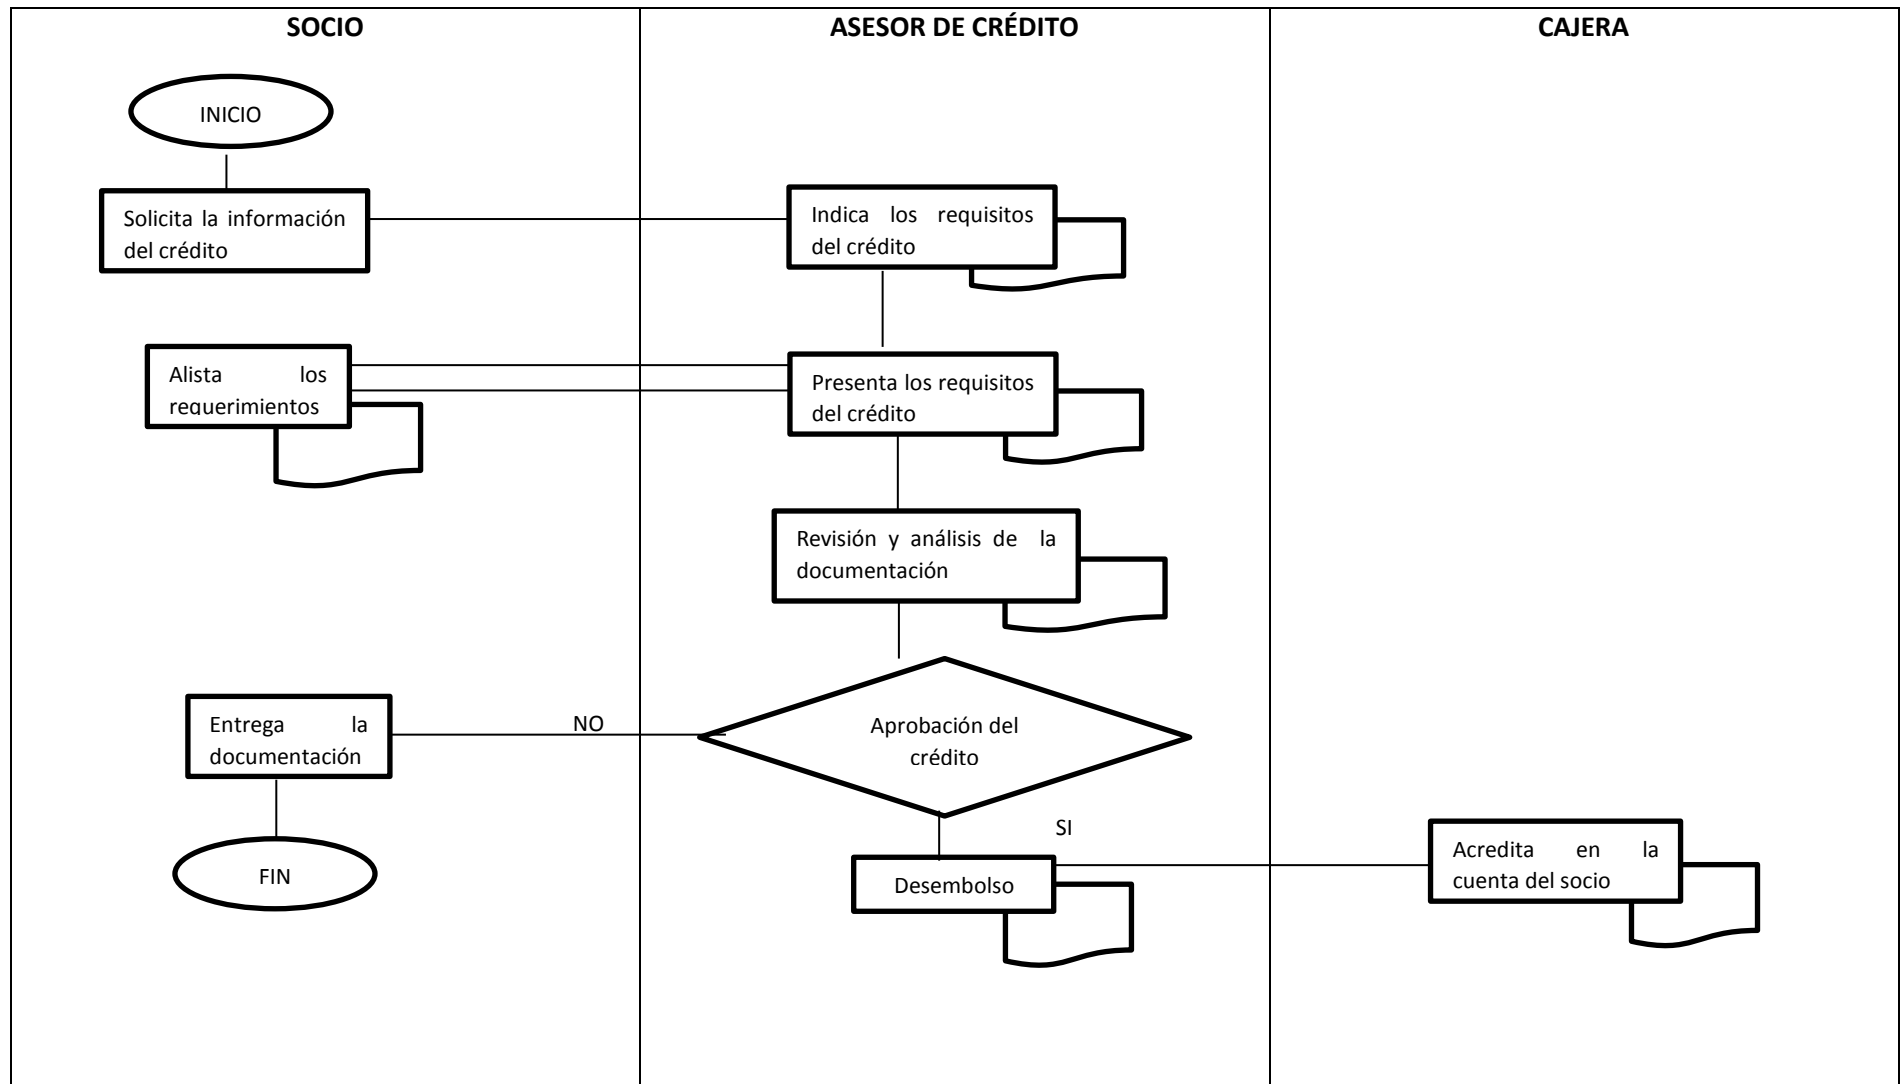 SOCIO
ASESOR DE CRÉDITO
CAJERA
INICIO
Solicita la información
del crédito
Indica los requisitos
del crédito
Alista los
requerimientos
Presenta los requisitos
del crédito
Revisión y análisis de la
documentación
Entrega la
documentación
NO
Aprobación del
crédito
SI
FIN
Desembolso
Acredita en la
cuenta del socio